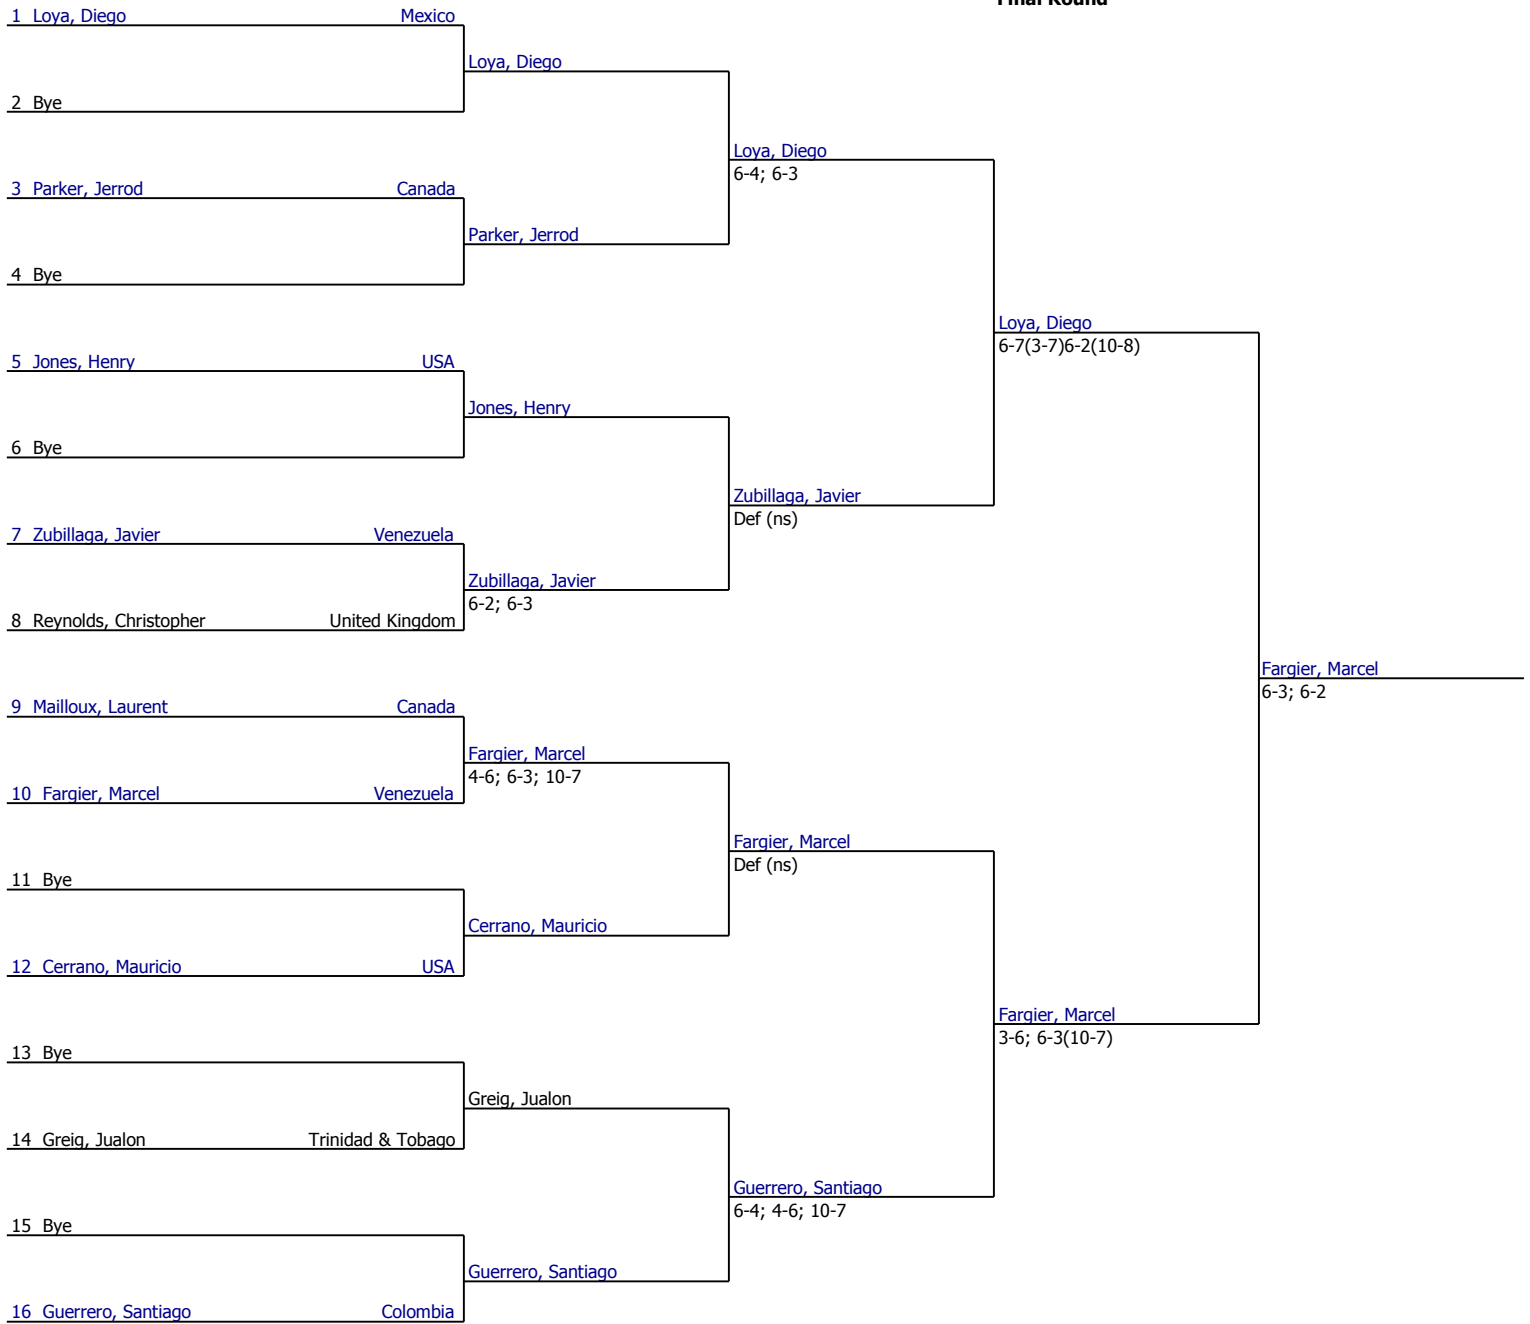 Final Round
1 Loya, Diego Mexico
Loya, Diego
2 Bye
Loya, Diego
6-4; 6-3
3 Parker, Jerrod Canada
Parker, Jerrod
4 Bye
Loya, Diego
6-7(3-7)6-2(10-8)
5 Jones, Henry USA
Jones, Henry
6 Bye
Zubillaga, Javier
Def (ns)
7 Zubillaga, Javier Venezuela
Zubillaga, Javier
6-2; 6-3
8 Reynolds, Christopher United Kingdom
Fargier, Marcel
6-3; 6-2
9 Mailloux, Laurent Canada
Fargier, Marcel
4-6; 6-3; 10-7
10 Fargier, Marcel Venezuela
Fargier, Marcel
Def (ns)
11 Bye
Cerrano, Mauricio
12 Cerrano, Mauricio USA
Fargier, Marcel
3-6; 6-3(10-7)
13 Bye
Greig, Jualon
14 Greig, Jualon Trinidad & Tobago
Guerrero, Santiago
6-4; 4-6; 10-7
15 Bye
Guerrero, Santiago
16 Guerrero, Santiago Colombia